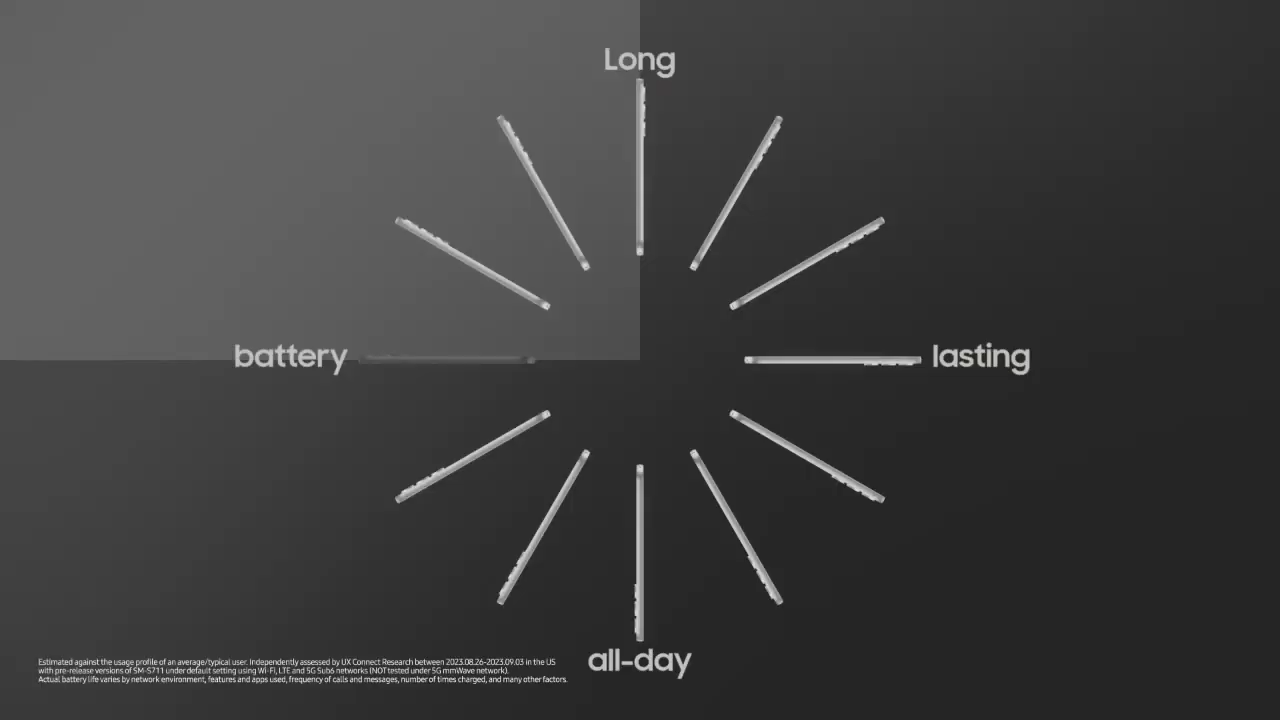 Long
lasting
all-day
battery
Estimated against the usage profile of an average/typical user. Independently assessed by UX Connect Research between 2023.08.26-2023.09.03 in the US
with pre-release versions of SM-S711 under default setting using Wi-Fi, LTE and 5G Sub6 networks (NOT tested under 5G mmWave network).
Actual battery life varies by network environment, features and apps used, frequency of calls and messages, number of times charged, and many other factors.